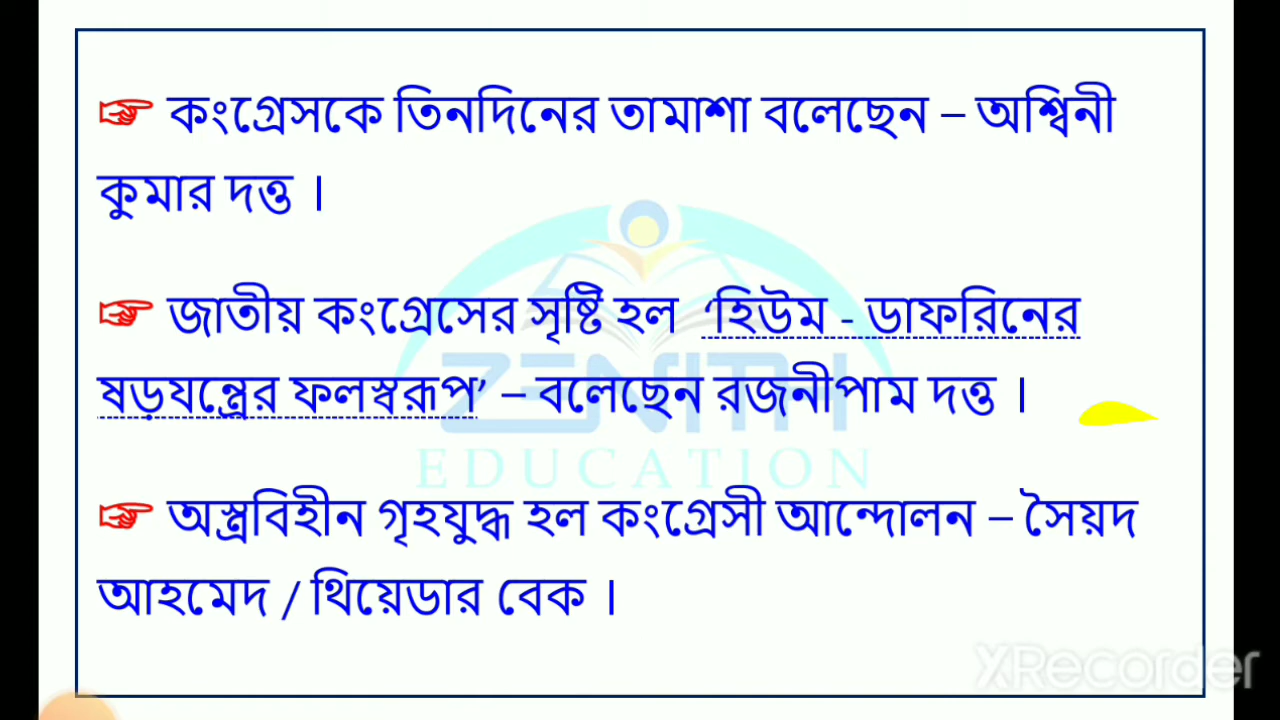 ☞ কংগ্রেসকে তিনদিনের তামাশা বলেছেন – অশ্বিনী
কুমার দত্ত ।
☞ জাতীয় কংগ্রেসের সৃষ্টি হল ‘হিউম - ডাফরিনের
ষড়যন্ত্রের ফলস্বরূপ’ – বলেছেন রজনীপাম দত্ত ।
ZENITH
EDUCATION
☞ অস্ত্রবিহীন গৃহযুদ্ধ হল কংগ্রেসী আন্দোলন – সৈয়দ
আহমেদ / থিয়েডার বেক ।
XRecorder